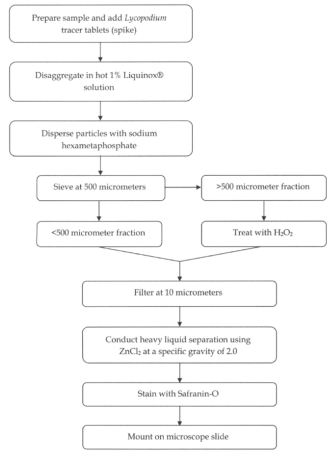 Prepare sample and add Lycopodium
tracer tablets (spike)
Disaggregate in hot 1% Liquinox®
solution
Disperse particles with sodium
hexametaphosphate
Sieve at 500 micrometers
>500 micrometer fraction
<500 micrometer fraction
Treat with H₂O₂
Filter at 10 micrometers
Conduct heavy liquid separation using
ZnCl₂ at a specific gravity of 2.0
Stain with Safranin-O
Mount on microscope slide